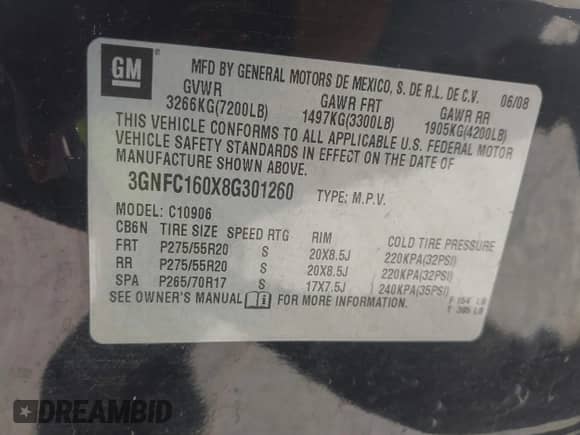 GM ®
MFD BY GENERAL MOTORS DE MEXICO, S. DE R.L. DE C.V. 06/08
GVWR GAWR FRT GAWR RR
3266KG(7200LB) 1497KG(3300LB) 1905KG(4200LB)
THIS VEHICLE CONFORMS TO ALL APPLICABLE U.S. FEDERAL MOTOR
VEHICLE SAFETY STANDARDS IN EFFECT ON THE DATE OF
MANUFACTURE SHOWN ABOVE.
3GNFC160X8G301260 TYPE: M.P.V.
MODEL: C10906
CB6N TIRE SIZE SPEED RTG RIM COLD TIRE PRESSURE
FRT P275/55R20 S 20X8.5J 220KPA(32PSI)
RR P275/55R20 S 20X8.5J 220KPA(32PSI)
SPA P265/70R17 S 17X7.5J 240KPA(35PSI)
SEE OWNER'S MANUAL FOR MORE INFORMATION.
F 154 LB
T 305 LB
DREAMBID